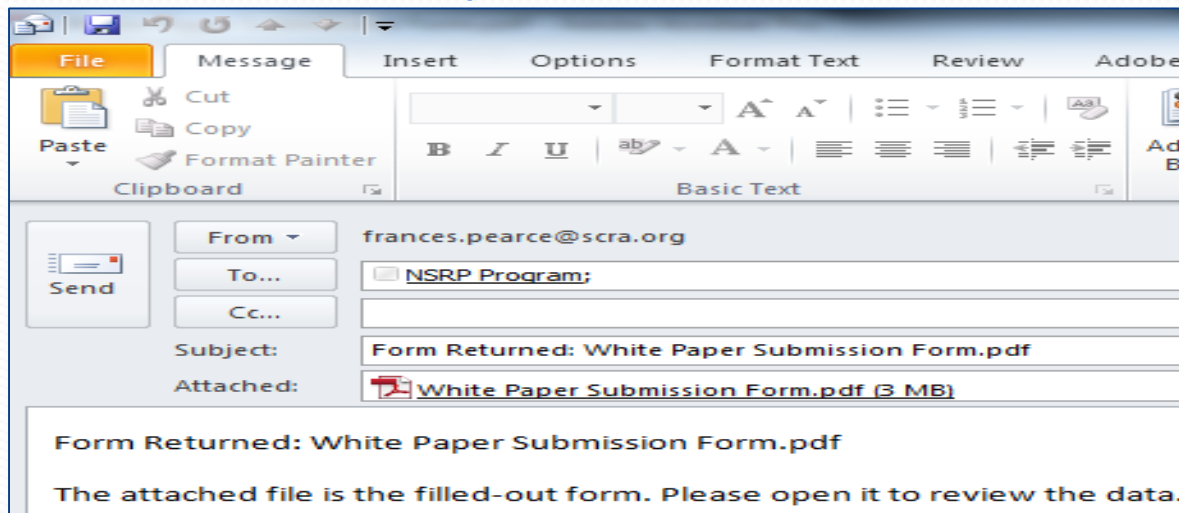 File Message Insert Options Format Text Review Adobe
Cut
Copy
Paste
Format Painter
B I U ab A
Clipboard
Basic Text
From frances.pearce@scra.org
Send
To... NSRP Program;
Cc...
Subject: Form Returned: White Paper Submission Form.pdf
Attached: White Paper Submission Form.pdf (3 MB)
Form Returned: White Paper Submission Form.pdf
The attached file is the filled-out form. Please open it to review the data.